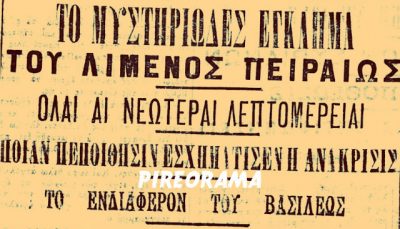 ΤΟ ΜΥΣΤΗΡΙΩΔΕΣ ΕΓΚΛΗΜΑ
ΤΟΥ ΛΙΜΕΝΟΣ ΠΕΙΡΑΙΩΣ
ΟΛΑΙ ΑΙ ΝΕΩΤΕΡΑΙ ΛΕΠΤΟΜΕΡΕΙΑΙ
ΠΟΙΑΝ ΠΕΠΟΙΘΗΣΙΝ ΕΣΧΗΜΑΤΙΣΕΝ Η ΑΝΑΚΡΙΣΙΣ
PIREORAMA
ΤΟ ΕΝΔΙΑΦΕΡΟΝ ΤΟΥ ΒΑΣΙΛΕΩΣ